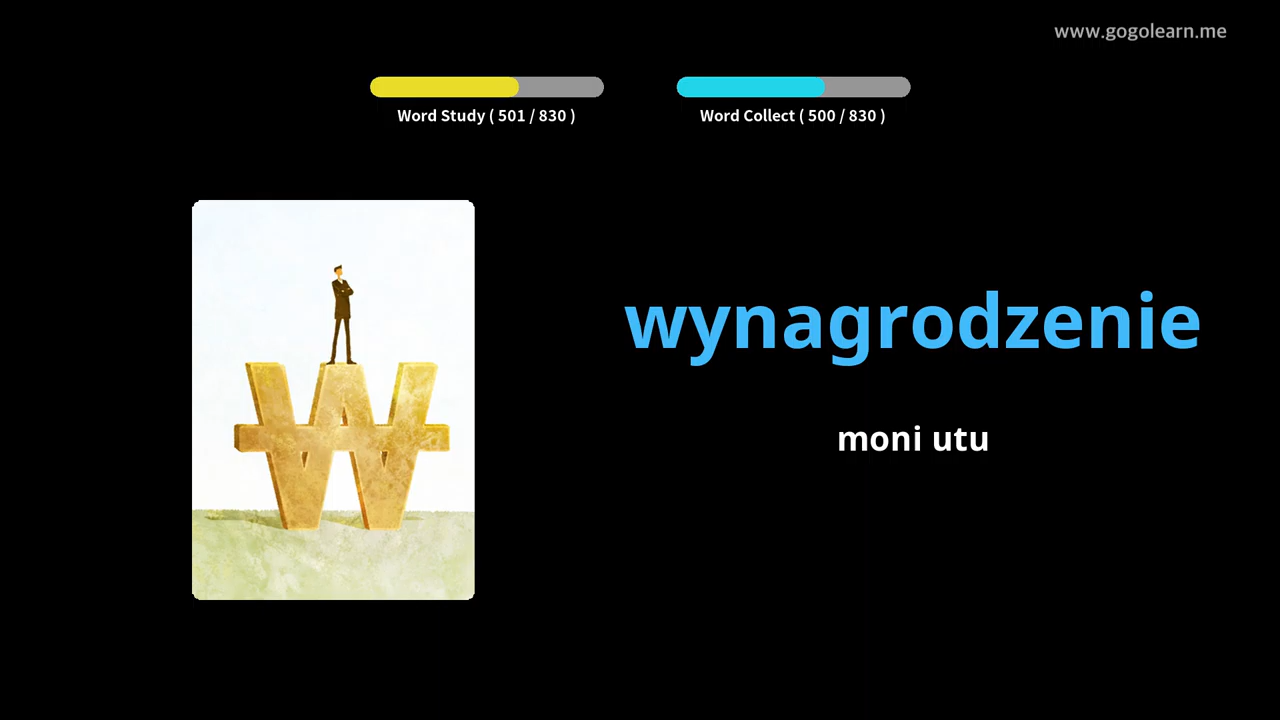 www.gogolearn.me
Word Study ( 501 / 830 )
Word Collect ( 500 / 830 )
wynagrodzenie
moni utu